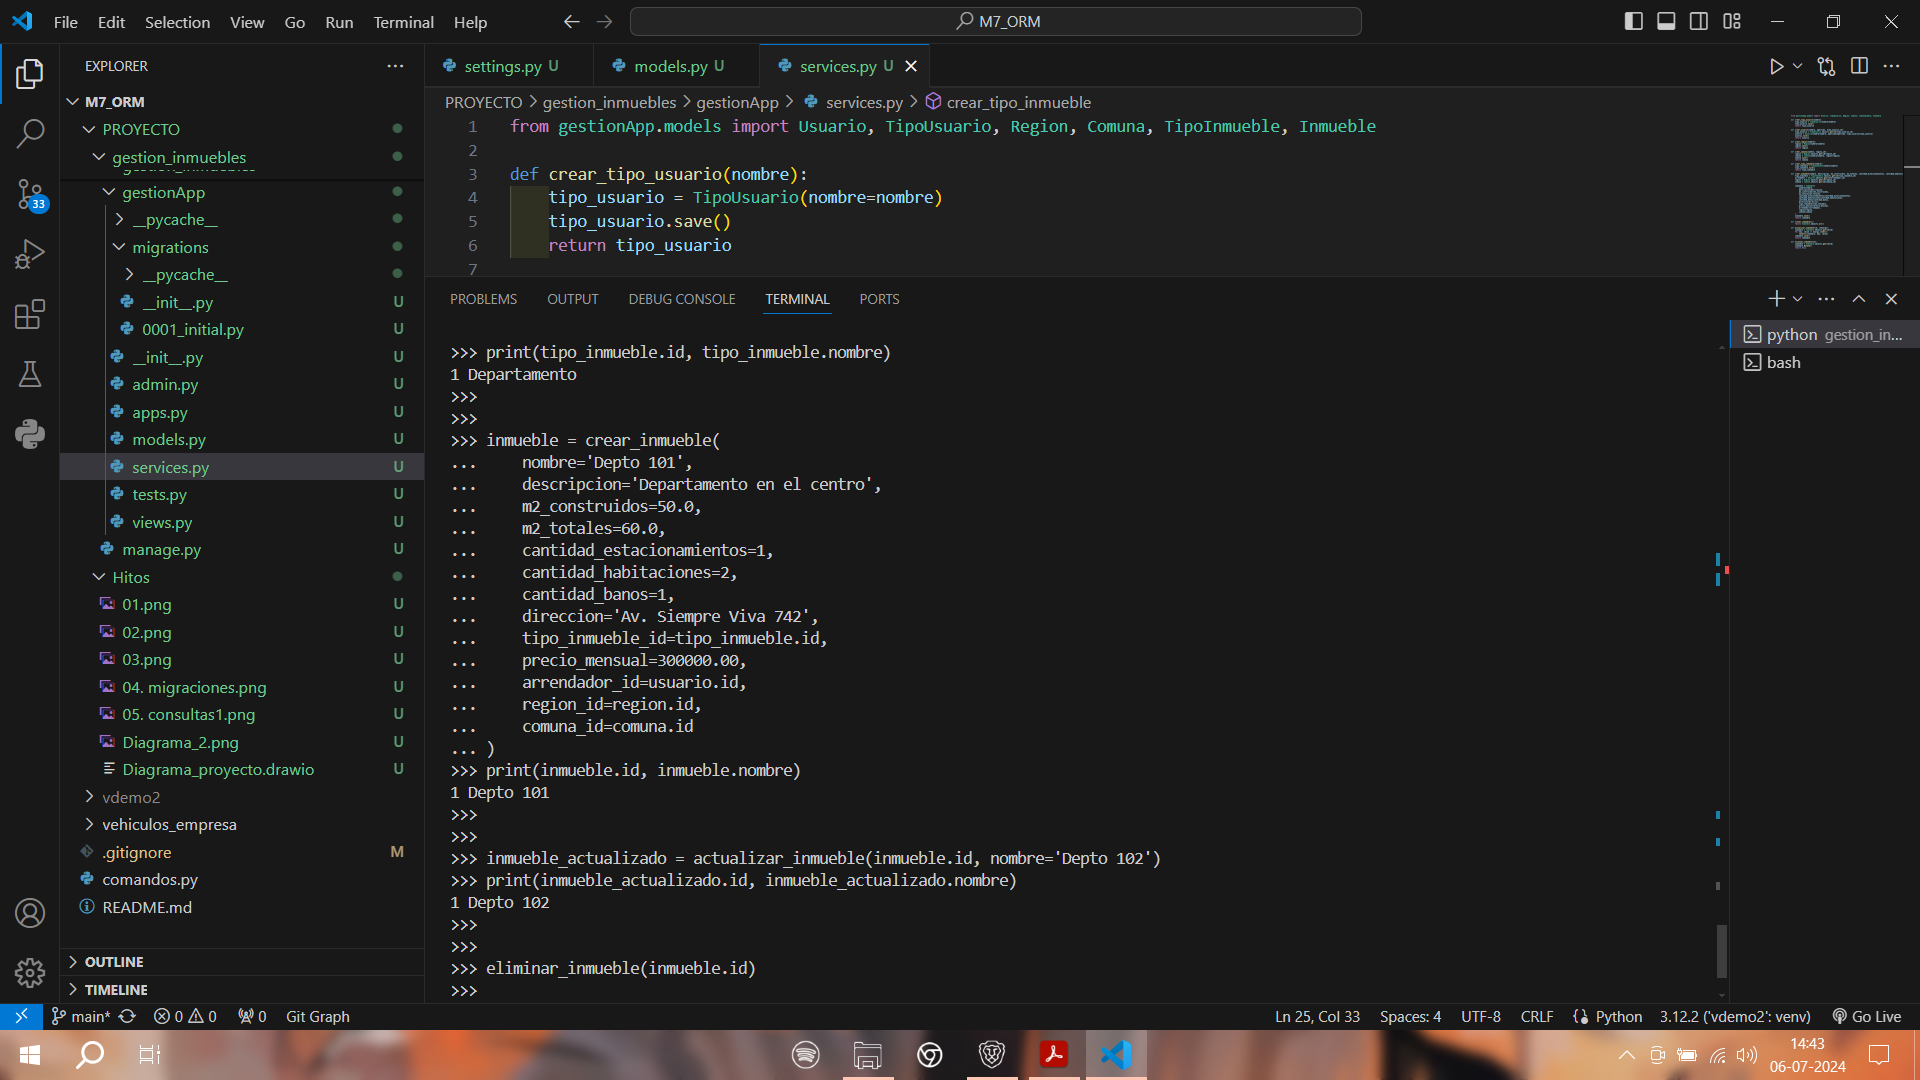 File Edit Selection View Go Run Terminal Help
M7_ORM
EXPLORER
M7_ORM
PROYECTO
gestion_inmuebles
gestionApp
__pycache__
migrations
__pycache__
__init__.py U
0001_initial.py U
__init__.py U
admin.py U
apps.py U
models.py U
services.py U
tests.py U
views.py U
manage.py U
Hitos
01.png U
02.png U
03.png U
04. migraciones.png U
05. consultas1.png U
Diagrama_2.png U
Diagrama_proyecto.drawio U
vdemo2
vehiculos_empresa
.gitignore M
comandos.py
README.md
OUTLINE
TIMELINE
33
settings.py U models.py U services.py U
PROYECTO > gestion_inmuebles > gestionApp > services.py > crear_tipo_inmueble
1 from gestionApp.models import Usuario, TipoUsuario, Region, Comuna, TipoInmueble, Inmueble
2
3 def crear_tipo_usuario(nombre):
4     tipo_usuario = TipoUsuario(nombre=nombre)
5     tipo_usuario.save()
6     return tipo_usuario
7
PROBLEMS OUTPUT DEBUG CONSOLE TERMINAL PORTS
>>> print(tipo_inmueble.id, tipo_inmueble.nombre)
1 Departamento
>>>
>>>
>>> inmueble = crear_inmueble(
...     nombre='Depto 101',
...     descripcion='Departamento en el centro',
...     m2_construidos=50.0,
...     m2_totales=60.0,
...     cantidad_estacionamientos=1,
...     cantidad_habitaciones=2,
...     cantidad_banos=1,
...     direccion='Av. Siempre Viva 742',
...     tipo_inmueble_id=tipo_inmueble.id,
...     precio_mensual=300000.00,
...     arrendador_id=usuario.id,
...     region_id=region.id,
...     comuna_id=comuna.id
... )
>>> print(inmueble.id, inmueble.nombre)
1 Depto 101
>>>
>>>
>>> inmueble_actualizado = actualizar_inmueble(inmueble.id, nombre='Depto 102')
>>> print(inmueble_actualizado.id, inmueble_actualizado.nombre)
1 Depto 102
>>>
>>>
>>> eliminar_inmueble(inmueble.id)
>>>
python gestion_in...
bash
main* 0 0 0 Git Graph Ln 25, Col 33 Spaces: 4 UTF-8 CRLF Python 3.12.2 ('vdemo2': venv) Go Live
14:43
06-07-2024